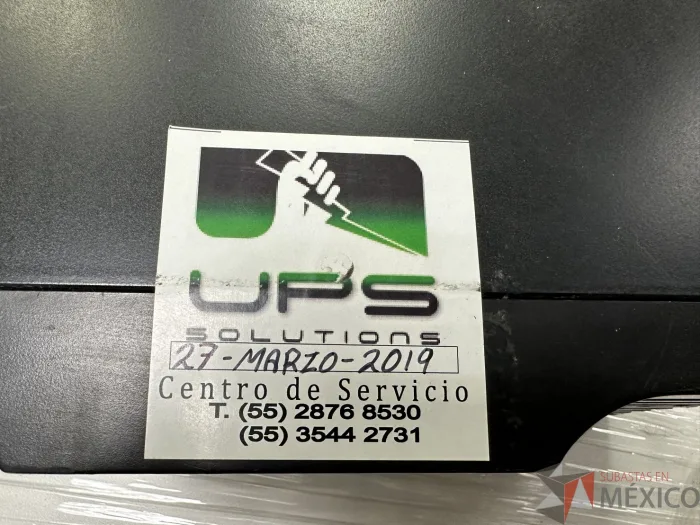 UPS
SOLUTIONS
27-MARZO-2019
Centro de Servicio
T. (55) 2876 8530
(55) 3544 2731
SUBASTAS EN
MÉXICO